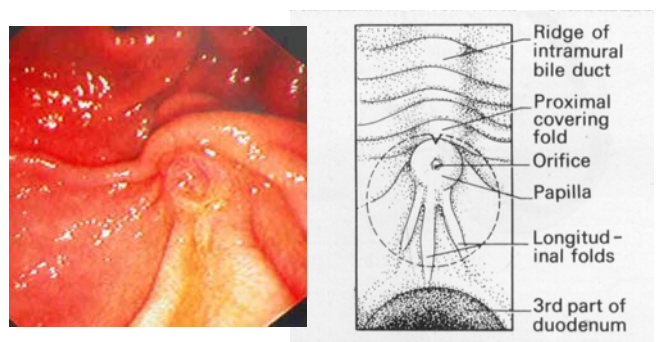 Ridge of
intramural
bile duct
Proximal
covering
fold
Orifice
Papilla
Longitud-
inal folds
3rd part of
duodenum